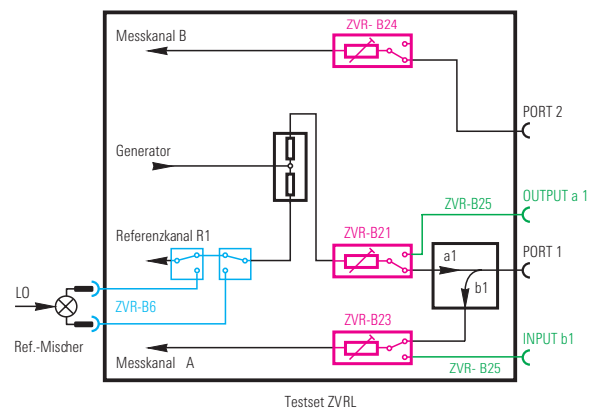 Messkanal B
ZVR- B24
PORT 2
Generator
ZVR-B25
OUTPUT a 1
Referenzkanal R1
ZVR-B21
PORT 1
a1
b1
LO
ZVR-B6
Ref.-Mischer
ZVR-B23
INPUT b1
Messkanal A
ZVR- B25
Testset ZVRL